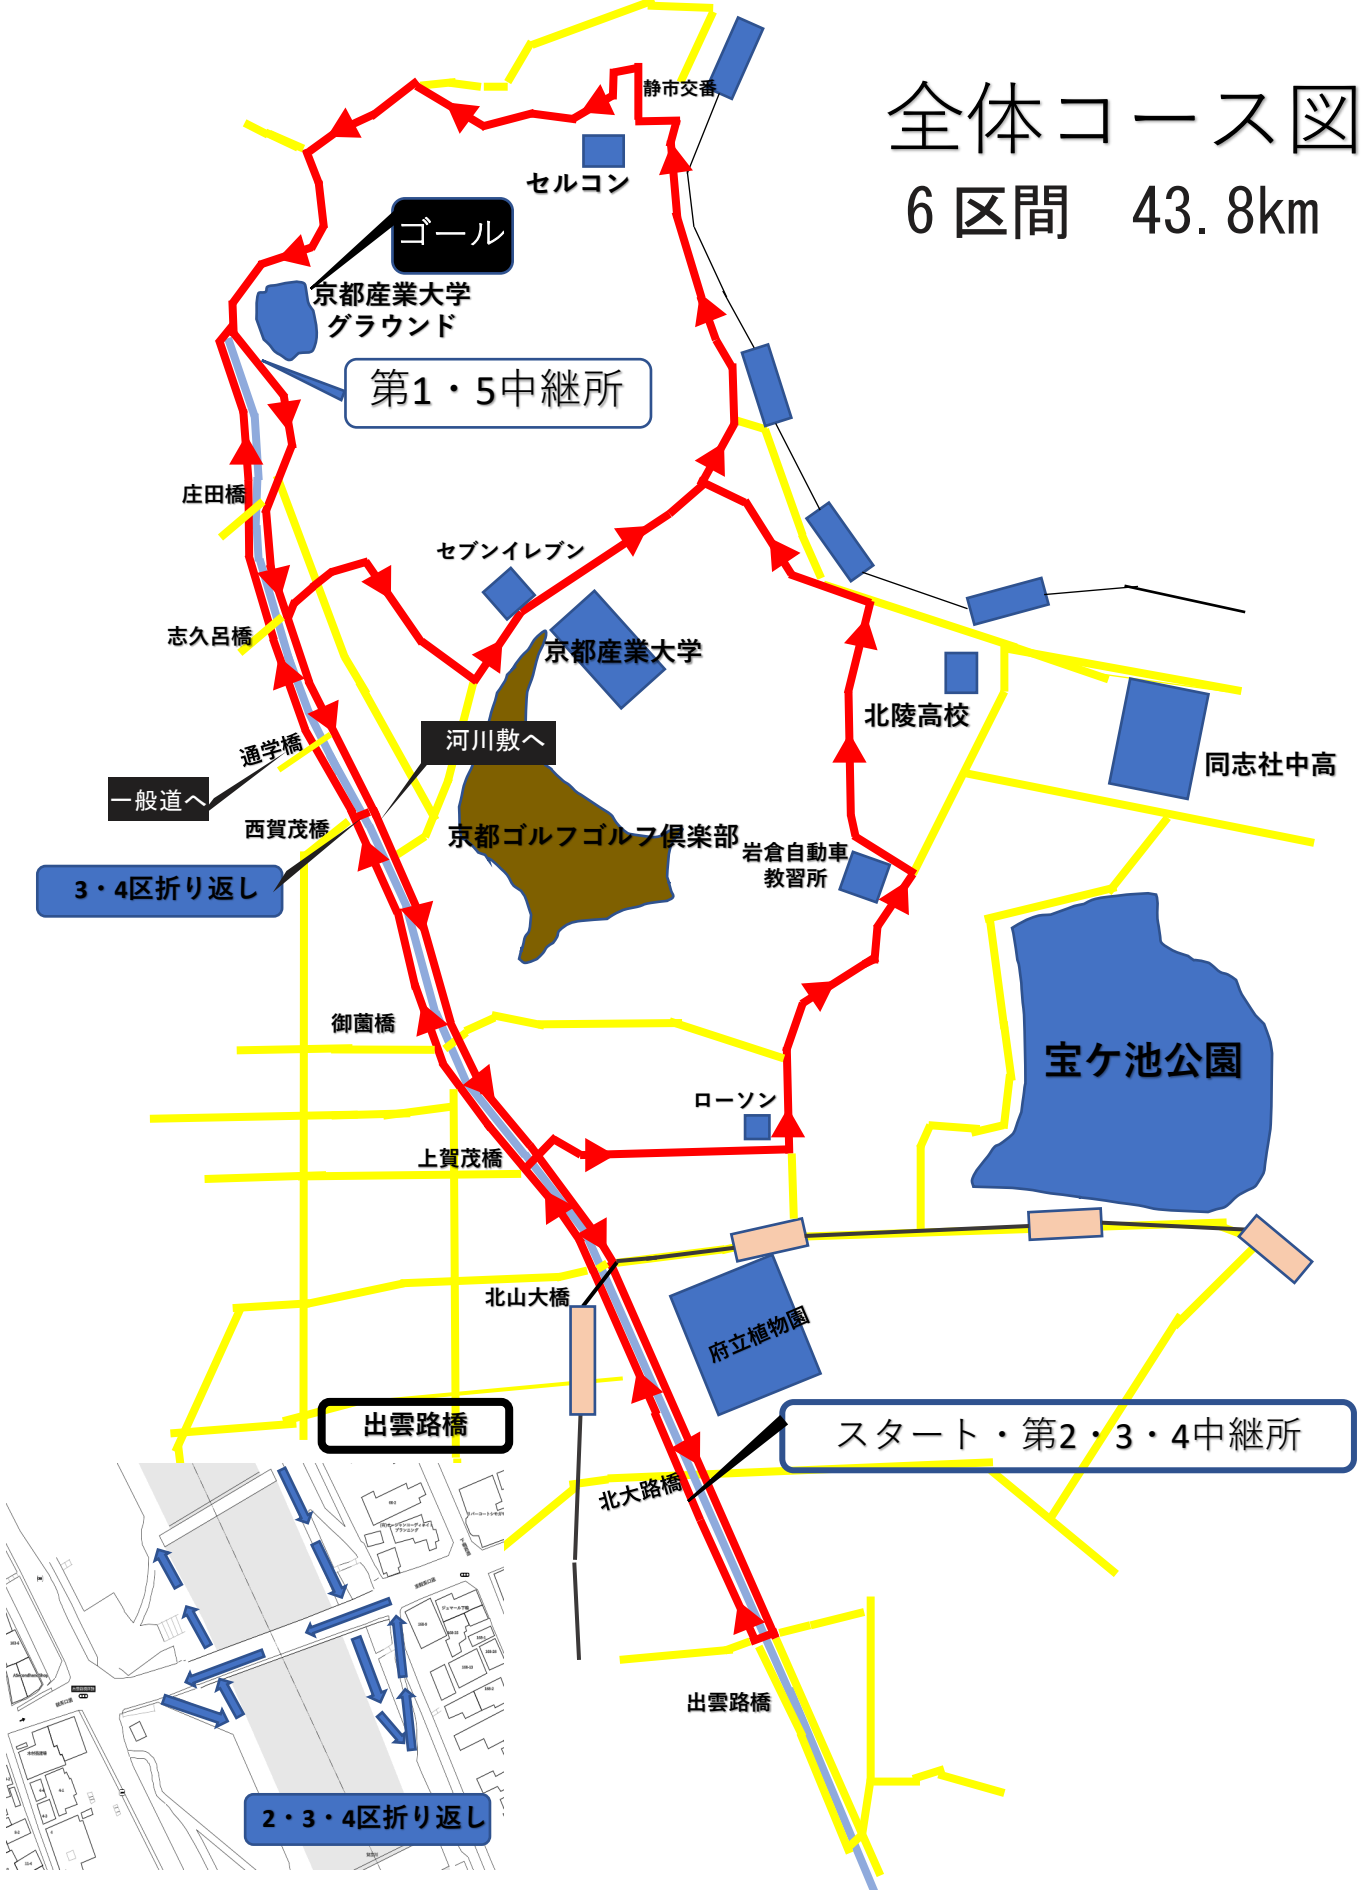 全体コース図
6区間　43.8km
静市交番
セルコン
ゴール
京都産業大学
グラウンド
第1・5中継所
庄田橋
セブンイレブン
志久呂橋
京都産業大学
北陵高校
通学橋
河川敷へ
同志社中高
一般道へ
西賀茂橋
京都ゴルフゴルフ倶楽部
岩倉自動車
教習所
3・4区折り返し
御薗橋
宝ケ池公園
ローソン
上賀茂橋
北山大橋
府立植物園
出雲路橋
スタート・第2・3・4中継所
北大路橋
出雲路橋
2・3・4区折り返し